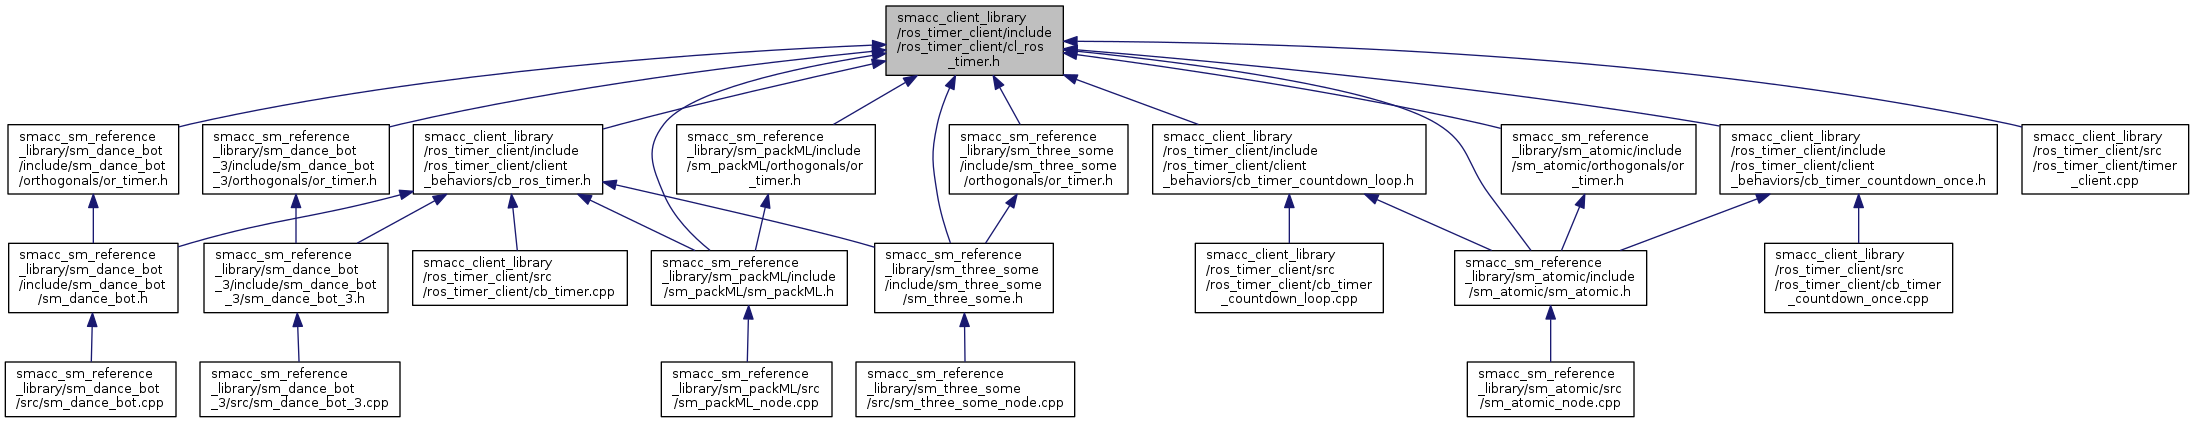 smacc_client_library
/ros_timer_client/include
/ros_timer_client/cl_ros
_timer.h
smacc_sm_reference
_library/sm_dance_bot
/include/sm_dance_bot
/orthogonals/or_timer.h
smacc_sm_reference
_library/sm_dance_bot
_3/include/sm_dance_bot
_3/orthogonals/or_timer.h
smacc_client_library
/ros_timer_client/include
/ros_timer_client/client
_behaviors/cb_ros_timer.h
smacc_sm_reference
_library/sm_packML/include
/sm_packML/orthogonals/or
_timer.h
smacc_sm_reference
_library/sm_three_some
/include/sm_three_some
/orthogonals/or_timer.h
smacc_client_library
/ros_timer_client/include
/ros_timer_client/client
_behaviors/cb_timer_countdown_loop.h
smacc_sm_reference
_library/sm_atomic/include
/sm_atomic/orthogonals/or
_timer.h
smacc_client_library
/ros_timer_client/include
/ros_timer_client/client
_behaviors/cb_timer_countdown_once.h
smacc_client_library
/ros_timer_client/src
/ros_timer_client/timer
_client.cpp
smacc_sm_reference
_library/sm_dance_bot
/include/sm_dance_bot
/sm_dance_bot.h
smacc_sm_reference
_library/sm_dance_bot
_3/include/sm_dance_bot
_3/sm_dance_bot_3.h
smacc_client_library
/ros_timer_client/src
/ros_timer_client/cb_timer.cpp
smacc_sm_reference
_library/sm_packML/include
/sm_packML/sm_packML.h
smacc_sm_reference
_library/sm_three_some
/include/sm_three_some
/sm_three_some.h
smacc_client_library
/ros_timer_client/src
/ros_timer_client/cb_timer
_countdown_loop.cpp
smacc_sm_reference
_library/sm_atomic/include
/sm_atomic/sm_atomic.h
smacc_client_library
/ros_timer_client/src
/ros_timer_client/cb_timer
_countdown_once.cpp
smacc_sm_reference
_library/sm_dance_bot
/src/sm_dance_bot.cpp
smacc_sm_reference
_library/sm_dance_bot
_3/src/sm_dance_bot_3.cpp
smacc_sm_reference
_library/sm_packML/src
/sm_packML_node.cpp
smacc_sm_reference
_library/sm_three_some
/src/sm_three_some_node.cpp
smacc_sm_reference
_library/sm_atomic/src
/sm_atomic_node.cpp